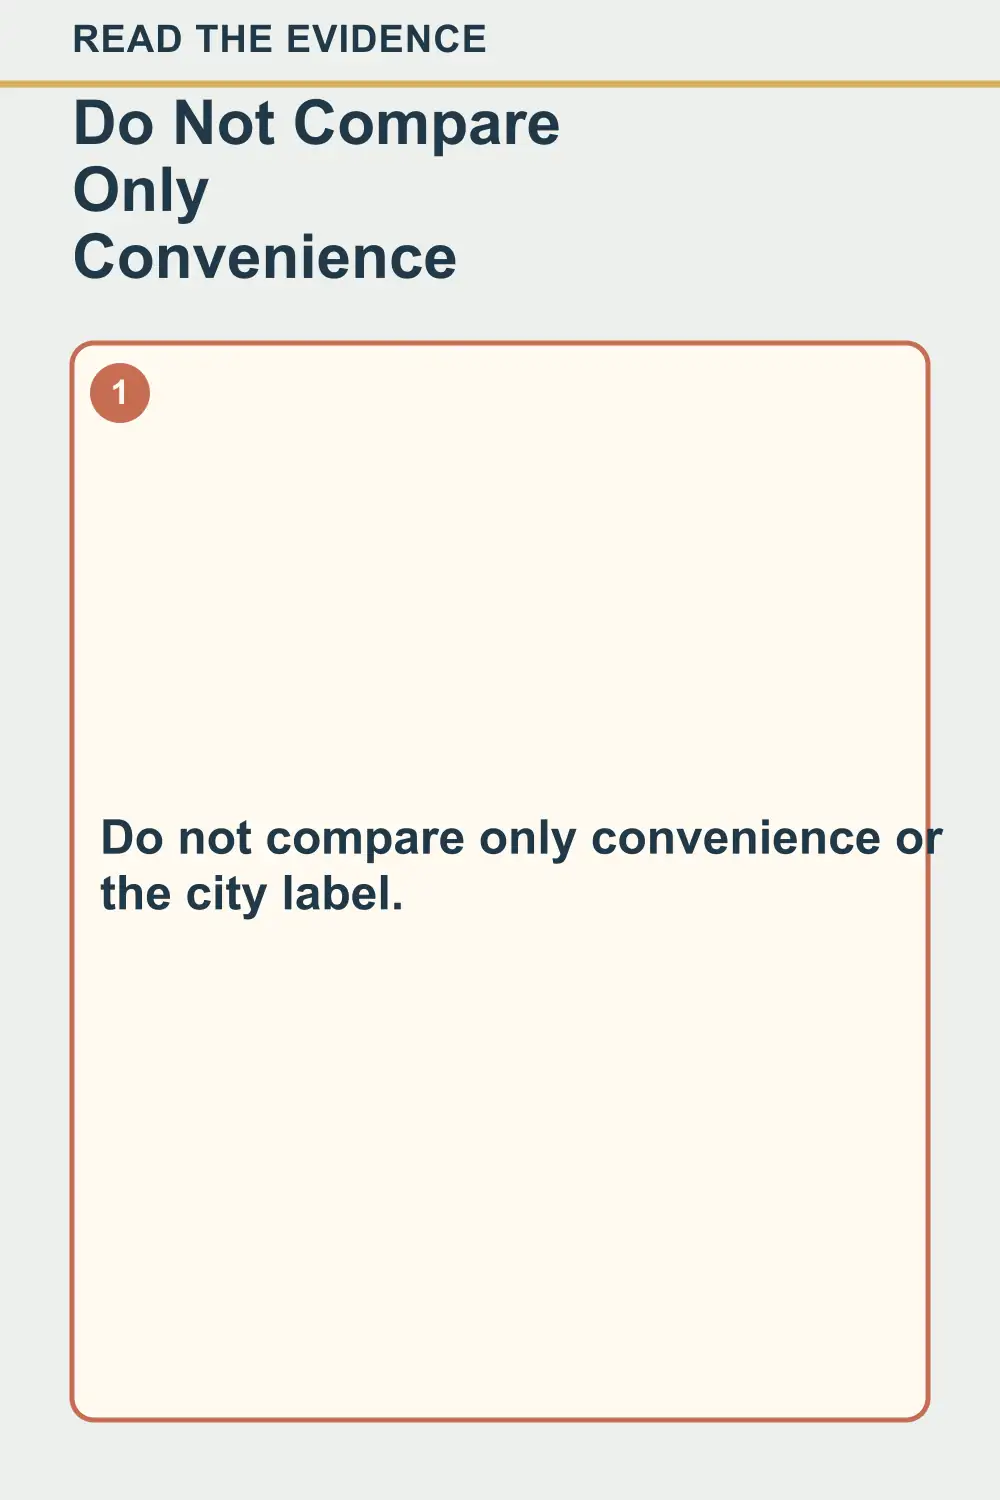 READ THE EVIDENCE
Do Not Compare
Only
Convenience
1
Do not compare only convenience or
the city label.